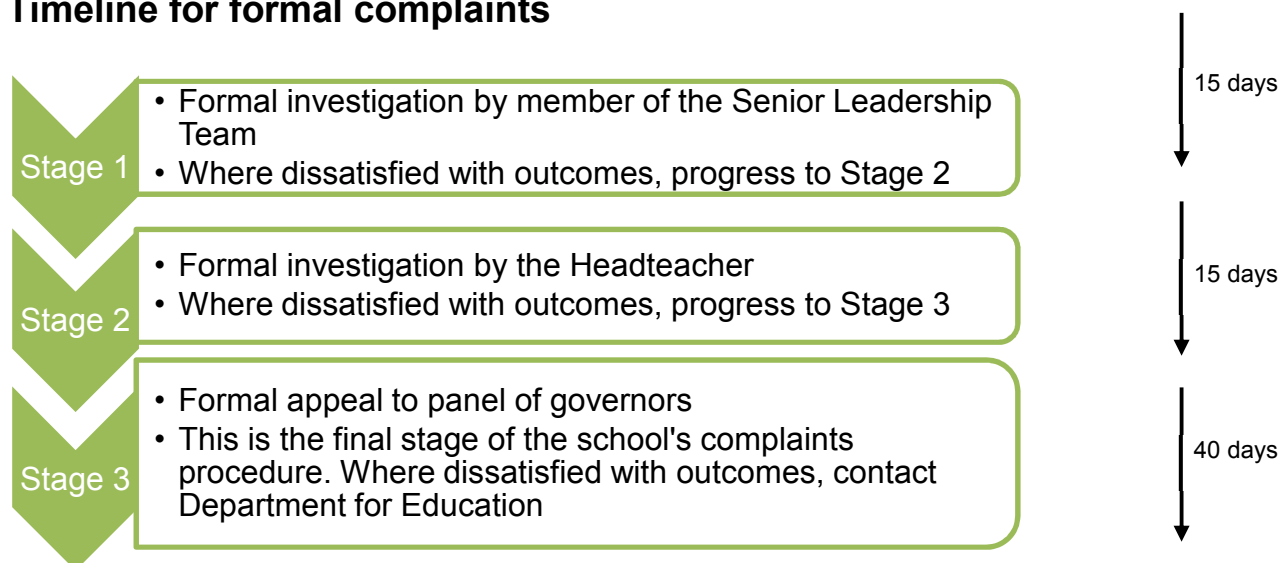 Timeline for formal complaints
15 days
Stage 1
• Formal investigation by member of the Senior Leadership
Team
• Where dissatisfied with outcomes, progress to Stage 2
15 days
Stage 2
• Formal investigation by the Headteacher
• Where dissatisfied with outcomes, progress to Stage 3
40 days
Stage 3
• Formal appeal to panel of governors
• This is the final stage of the school's complaints
procedure. Where dissatisfied with outcomes, contact
Department for Education